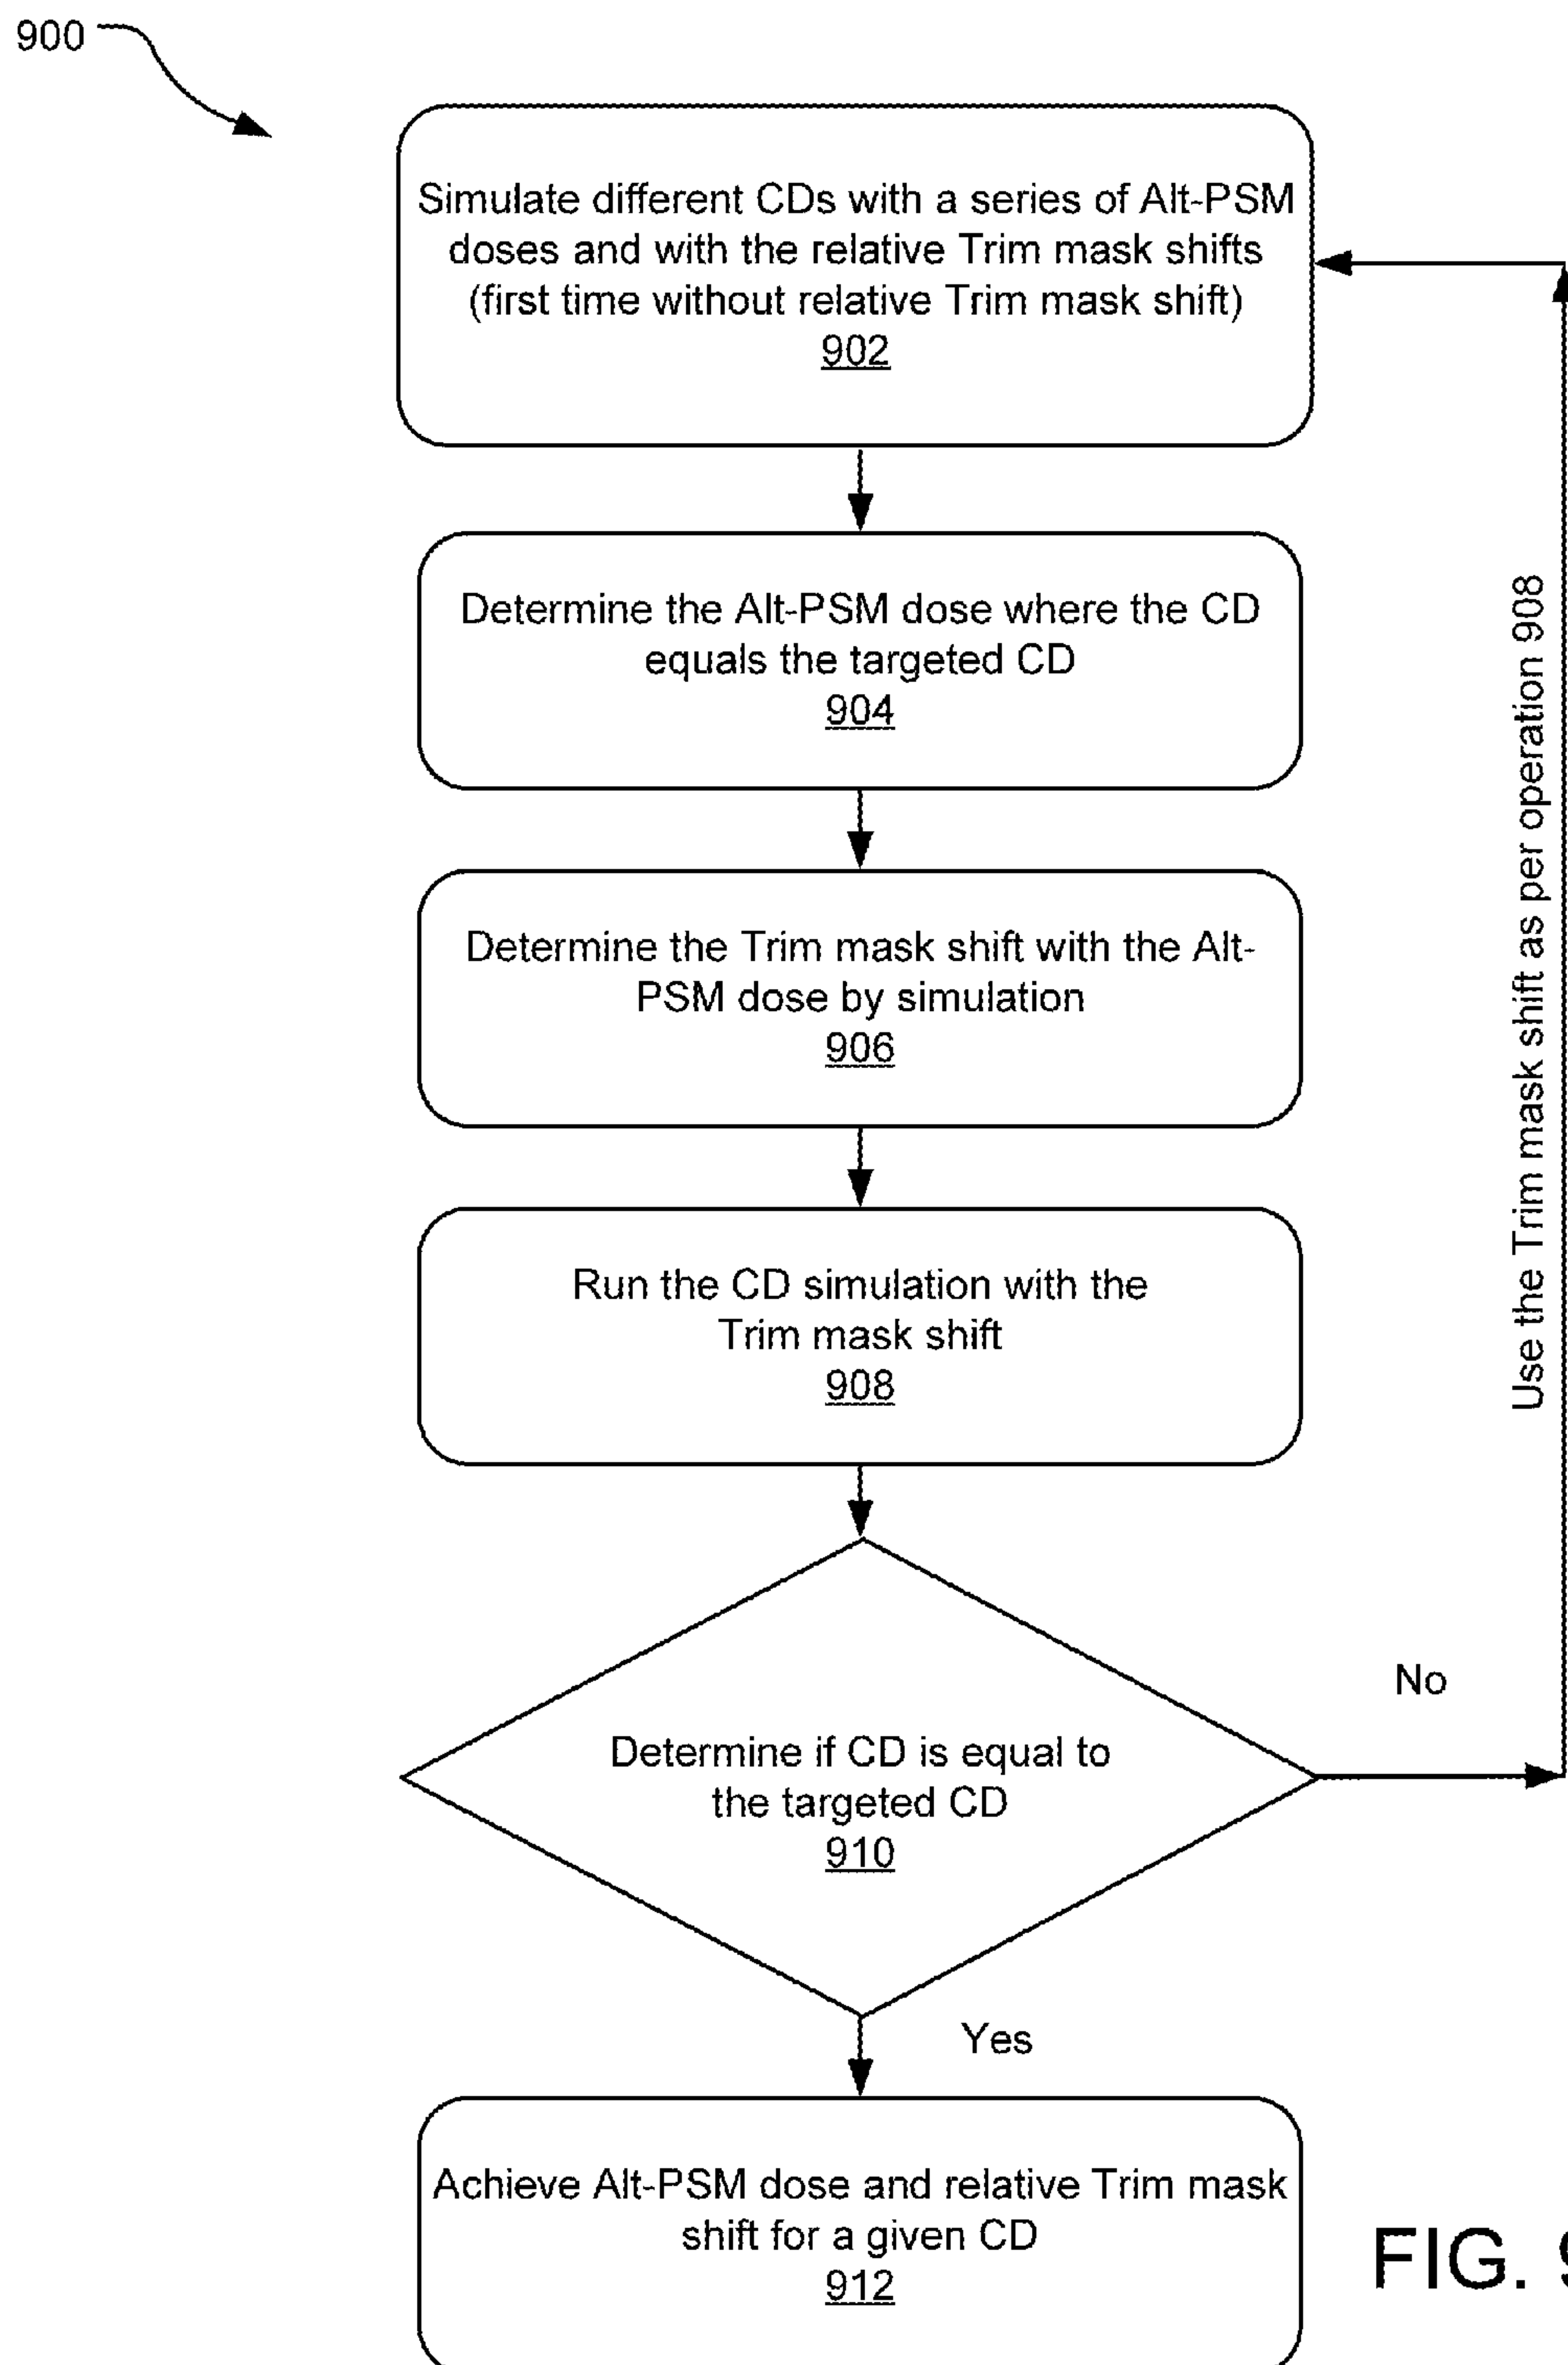 900
Simulate different CDs with a series of Alt-PSM
doses and with the relative Trim mask shifts
(first time without relative Trim mask shift)
902
Determine the Alt-PSM dose where the CD
equals the targeted CD
904
Determine the Trim mask shift with the Alt-
PSM dose by simulation
906
Run the CD simulation with the
Trim mask shift
908
Use the Trim mask shift as per operation 908
Determine if CD is equal to
the targeted CD
910
No
Yes
Achieve Alt-PSM dose and relative Trim mask
shift for a given CD
912
FIG. 9